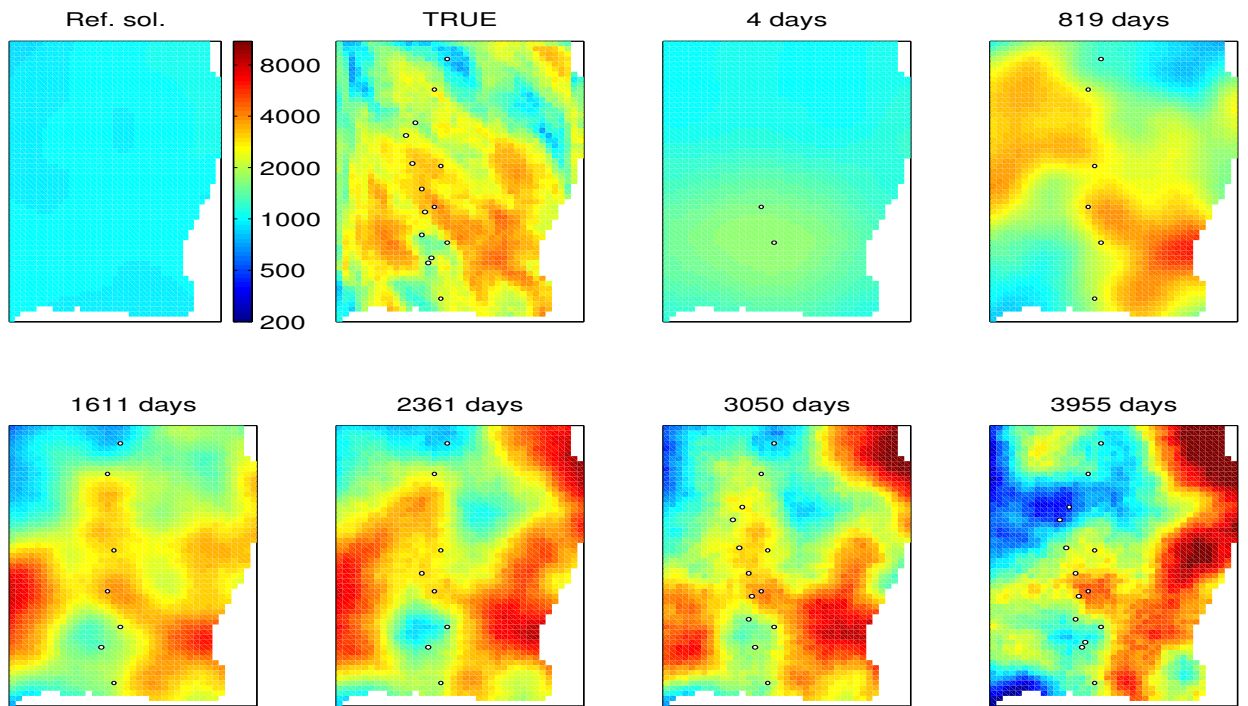 Ref. sol.
TRUE
4 days
819 days
8000
4000
2000
1000
500
200
1611 days
2361 days
3050 days
3955 days